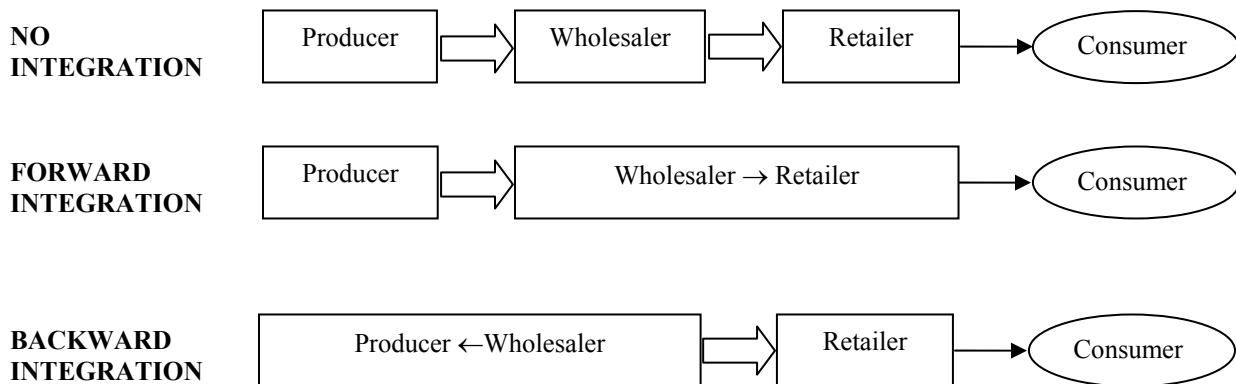 NO
INTEGRATION
Producer
Wholesaler
Retailer
Consumer
FORWARD
INTEGRATION
Producer
Wholesaler → Retailer
Consumer
BACKWARD
INTEGRATION
Producer ←Wholesaler
Retailer
Consumer